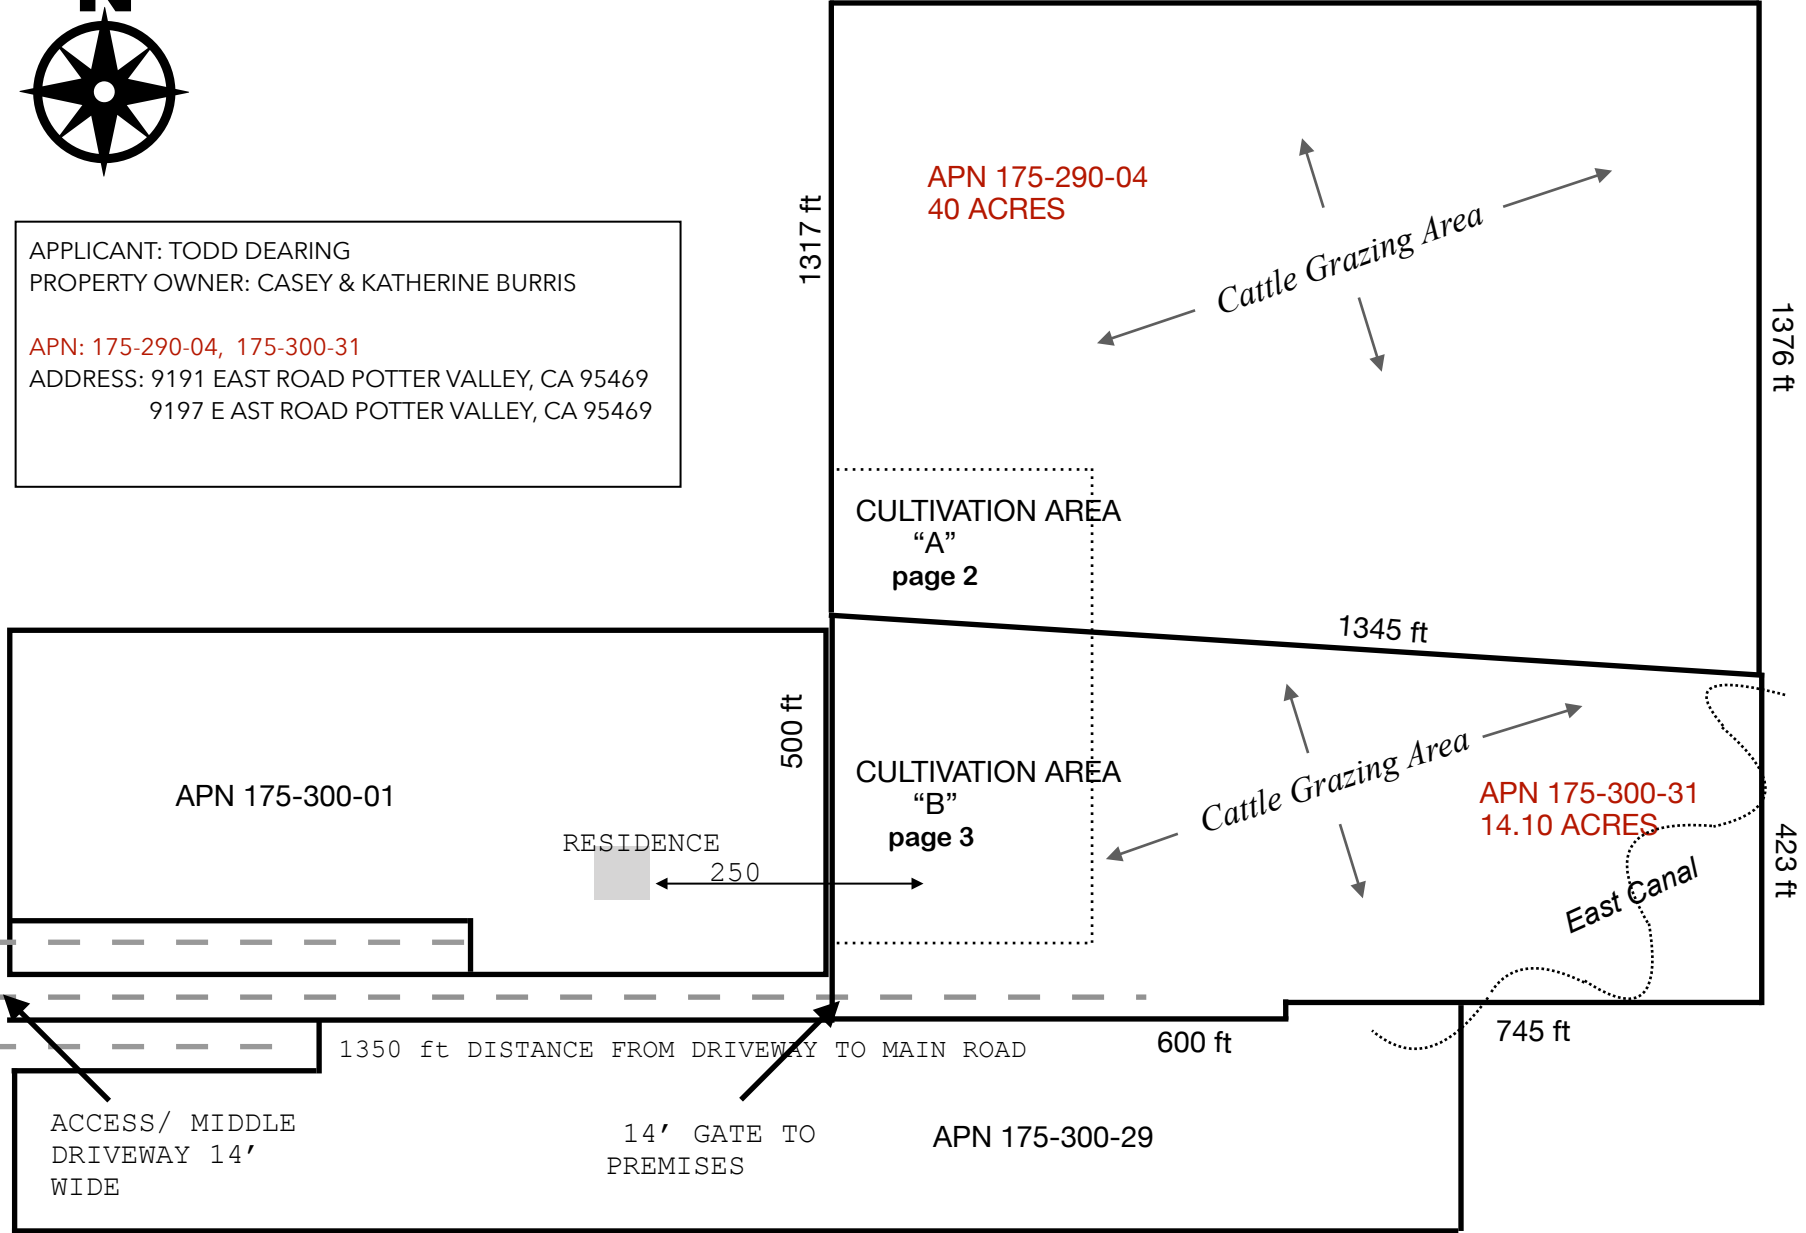 N
APPLICANT: TODD DEARING
PROPERTY OWNER: CASEY & KATHERINE BURRIS
APN: 175-290-04, 175-300-31
ADDRESS: 9191 EAST ROAD POTTER VALLEY, CA 95469
9197 E AST ROAD POTTER VALLEY, CA 95469
1317 ft
APN 175-290-04
40 ACRES
Cattle Grazing Area
1376 ft
CULTIVATION AREA
“A”
page 2
1345 ft
500 ft
CULTIVATION AREA
“B”
page 3
Cattle Grazing Area
APN 175-300-31
14.10 ACRES
423 ft
East Canal
APN 175-300-01
RESIDENCE
250
1350 ft DISTANCE FROM DRIVEWAY TO MAIN ROAD
600 ft
745 ft
ACCESS/ MIDDLE
DRIVEWAY 14’
WIDE
14’ GATE TO
PREMISES
APN 175-300-29